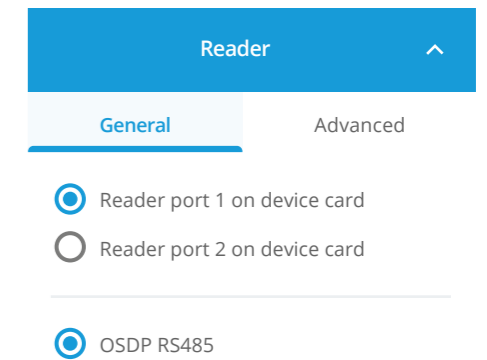 Reader
General
Advanced
Reader port 1 on device card
Reader port 2 on device card
OSDP RS485